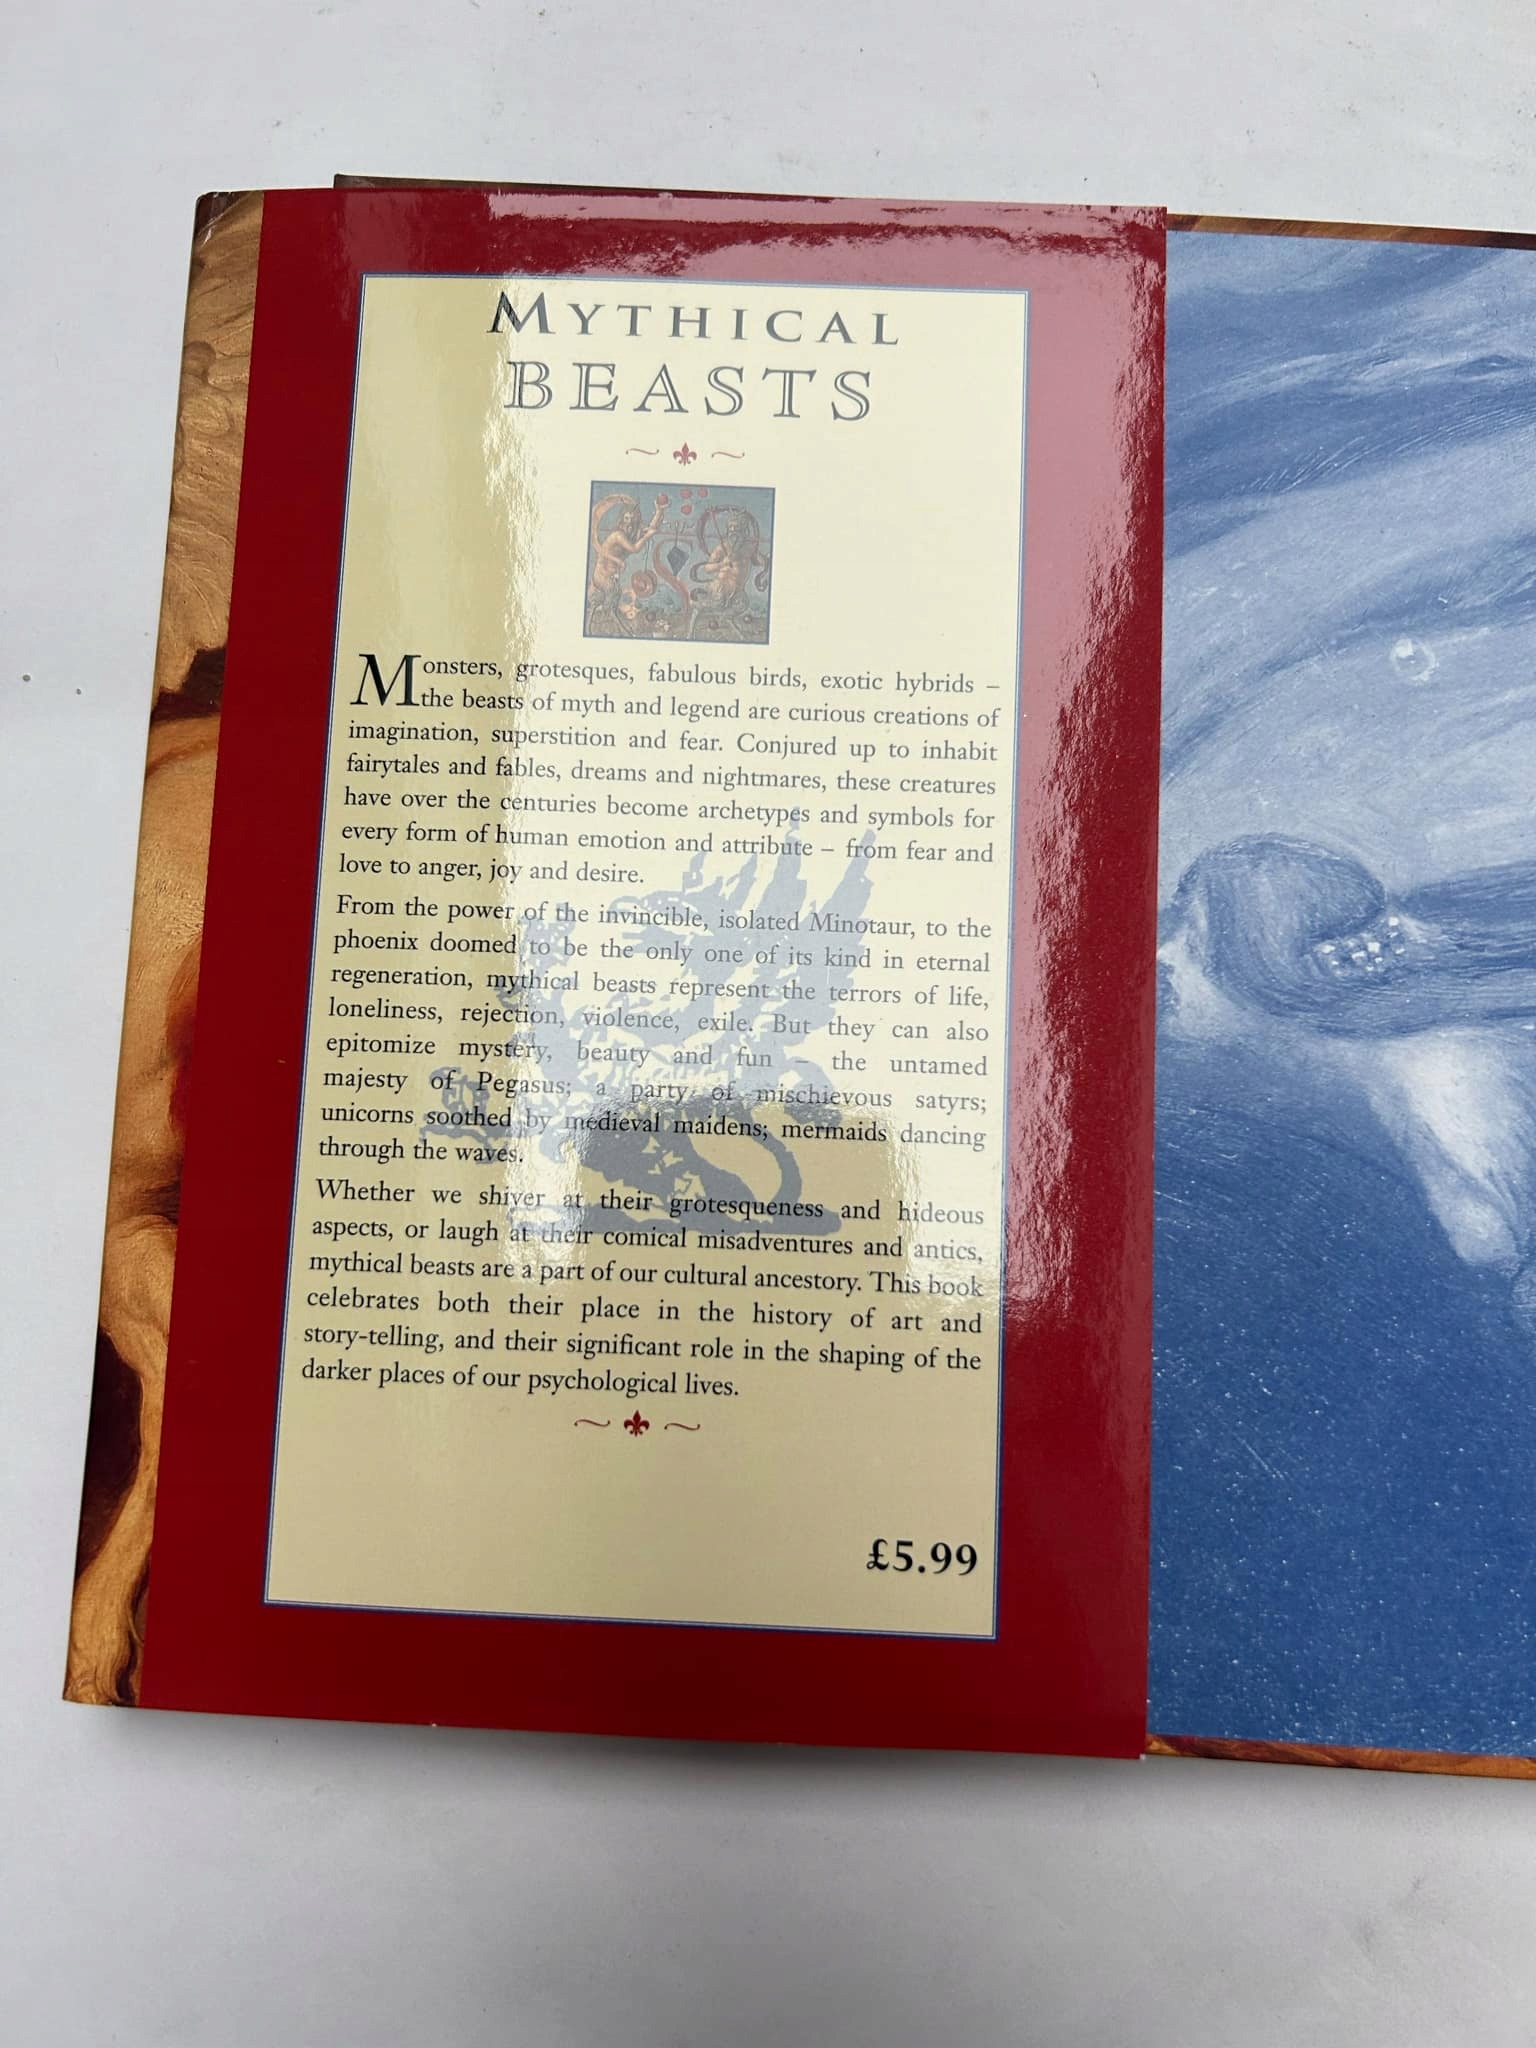 MYTHICAL
BEASTS
Monsters, grotesques, fabulous birds, exotic hybrids –
the beasts of myth and legend are curious creations of
imagination, superstition and fear. Conjured up to inhabit
fairytales and fables, dreams and nightmares, these creatures
have over the centuries become archetypes and symbols for
every form of human emotion and attribute – from fear and
love to anger, joy and desire.
From the power of the invincible, isolated Minotaur, to the
phoenix doomed to be the only one of its kind in eternal
regeneration, mythical beasts represent the terrors of life,
loneliness, rejection, violence, exile. But they can also
epitomize mystery, beauty and fun – the untamed
majesty of Pegasus; a party of mischievous satyrs;
unicorns soothed by medieval maidens; mermaids dancing
through the waves.
Whether we shiver at their grotesqueness and hideous
aspects, or laugh at their comical misadventures and antics,
mythical beasts are a part of our cultural ancestory. This book
celebrates both their place in the history of art and
story-telling, and their significant role in the shaping of the
darker places of our psychological lives.
£5.99